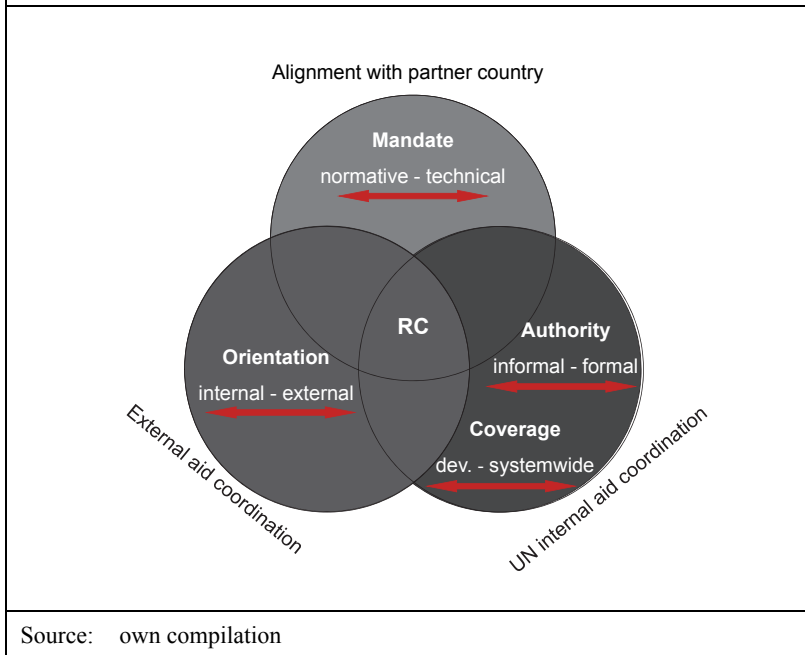 Alignment with partner country
Mandate
normative - technical
RC
Orientation
internal - external
Authority
informal - formal
Coverage
dev. - systemwide
External aid coordination
UN internal aid coordination
Source: own compilation